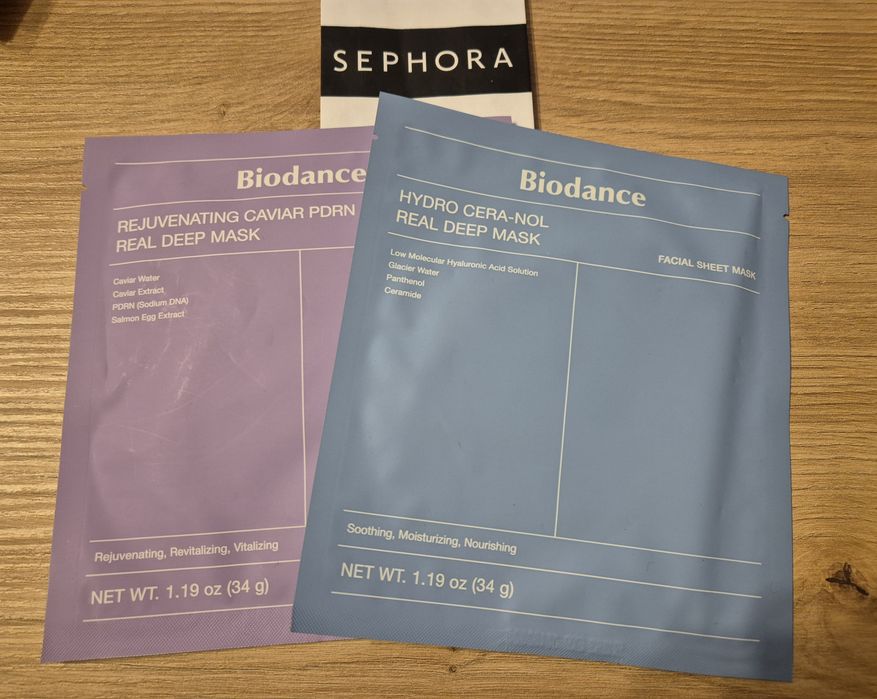 SEPHORA
Biodance
REJUVENATING CAVIAR PDRN
REAL DEEP MASK
Caviar Water
Caviar Extract
PDRN (Sodium DNA)
Salmon Egg Extract
Rejuvenating, Revitalizing, Vitalizing
NET WT. 1.19 oz (34 g)
Biodance
HYDRO CERA-NOL
REAL DEEP MASK
FACIAL SHEET MASK
Low Molecular Hyaluronic Acid Solution
Glacier Water
Panthenol
Ceramide
Soothing, Moisturizing, Nourishing
NET WT. 1.19 oz (34 g)